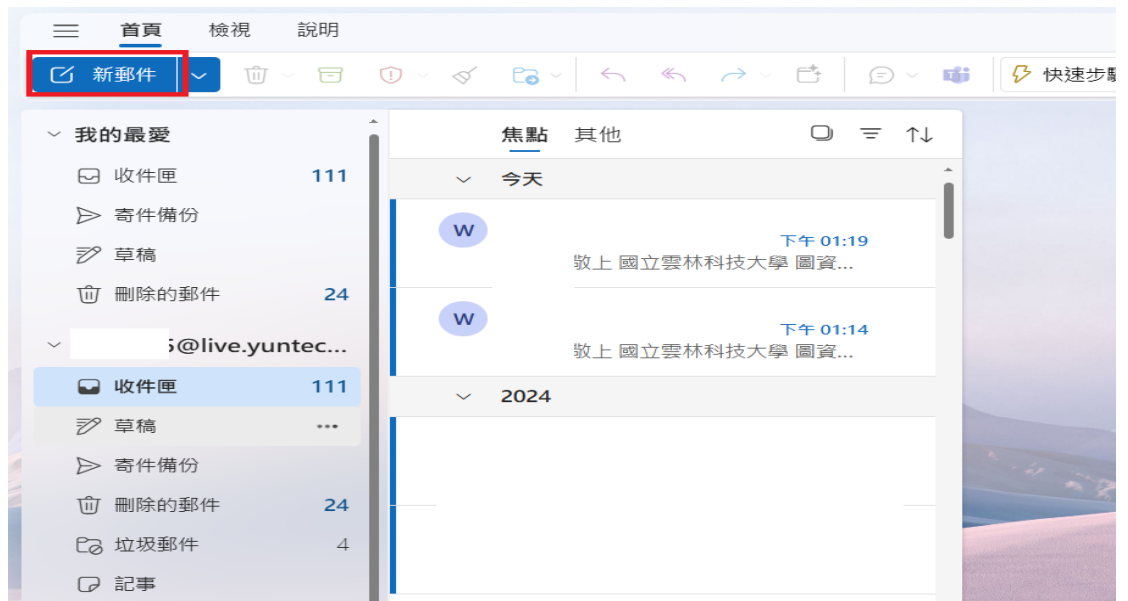 首頁 檢視 說明
新郵件 快速步驟
我的最愛
收件匣 111
寄件備份
草稿
刪除的郵件 24
5@live.yuntec...
收件匣 111
草稿
寄件備份
刪除的郵件 24
垃圾郵件 4
記事
焦點 其他
今天
W
下午 01:19
敬上 國立雲林科技大學 圖資...
W
下午 01:14
敬上 國立雲林科技大學 圖資...
2024